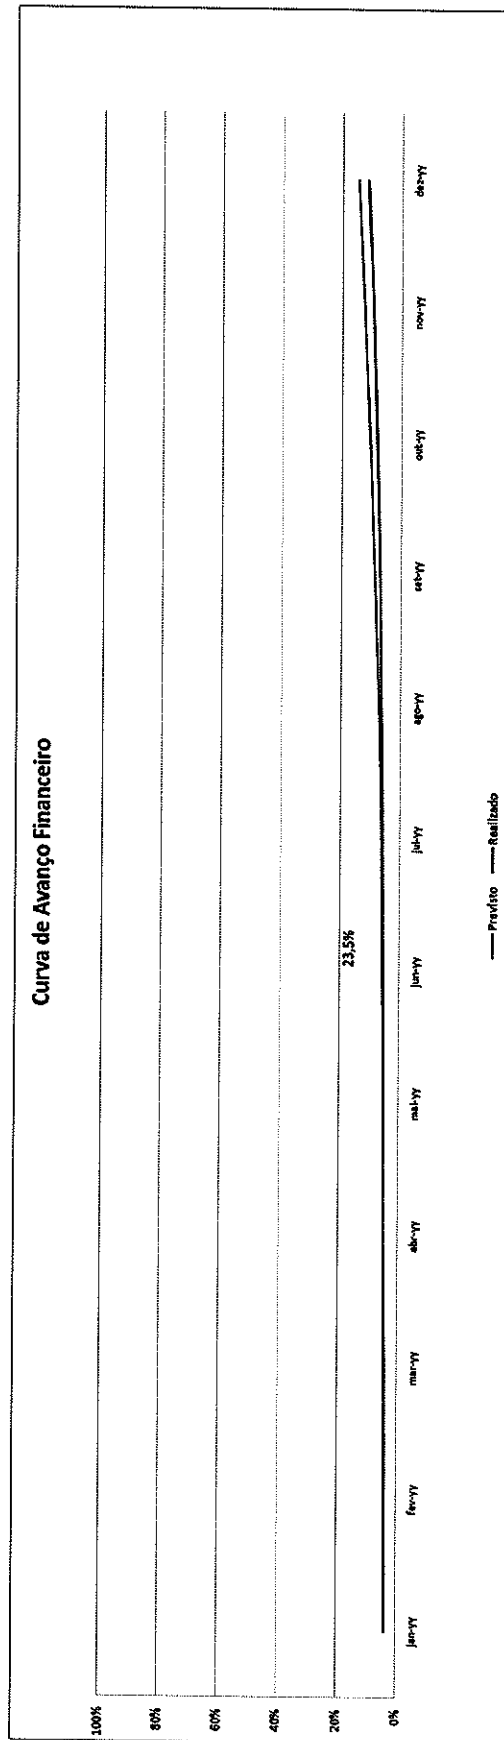 Curva de Avanço Financeiro
100%
80%
60%
40%
20%
0%
23,5%
jan-yy
fev-yy
mar-yy
abr-yy
mai-yy
jun-yy
jul-yy
ago-yy
set-yy
out-yy
nov-yy
dez-yy
Previsto
Realizado